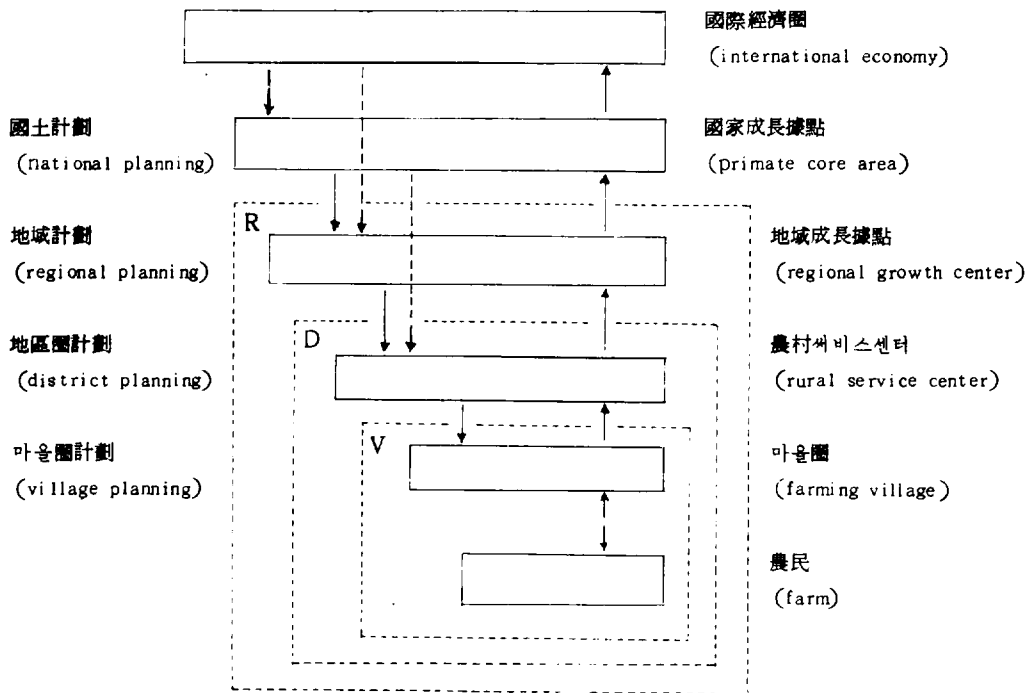 國際經濟圈
(international economy)
國土計劃
(national planning)
國家成長據點
(primate core area)
R
地域計劃
(regional planning)
地域成長據點
(regional growth center)
D
地區圈計劃
(district planning)
農村써비스센터
(rural service center)
V
마을圈計劃
(village planning)
마을圈
(farming village)
農民
(farm)